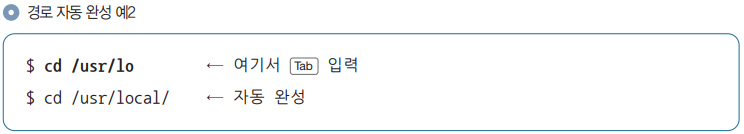 경로 자동 완성 예2
$ cd /usr/lo ← 여기서 Tab 입력
$ cd /usr/local/ ← 자동 완성